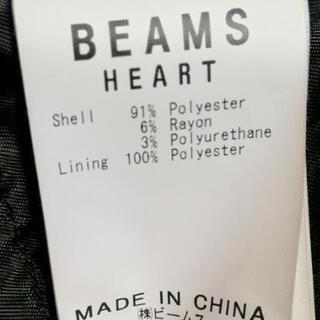 BEAMS
HEART
Shell 91% Polyester
6% Rayon
3% Polyurethane
Lining 100% Polyester
MADE IN CHINA
㈱ビームス